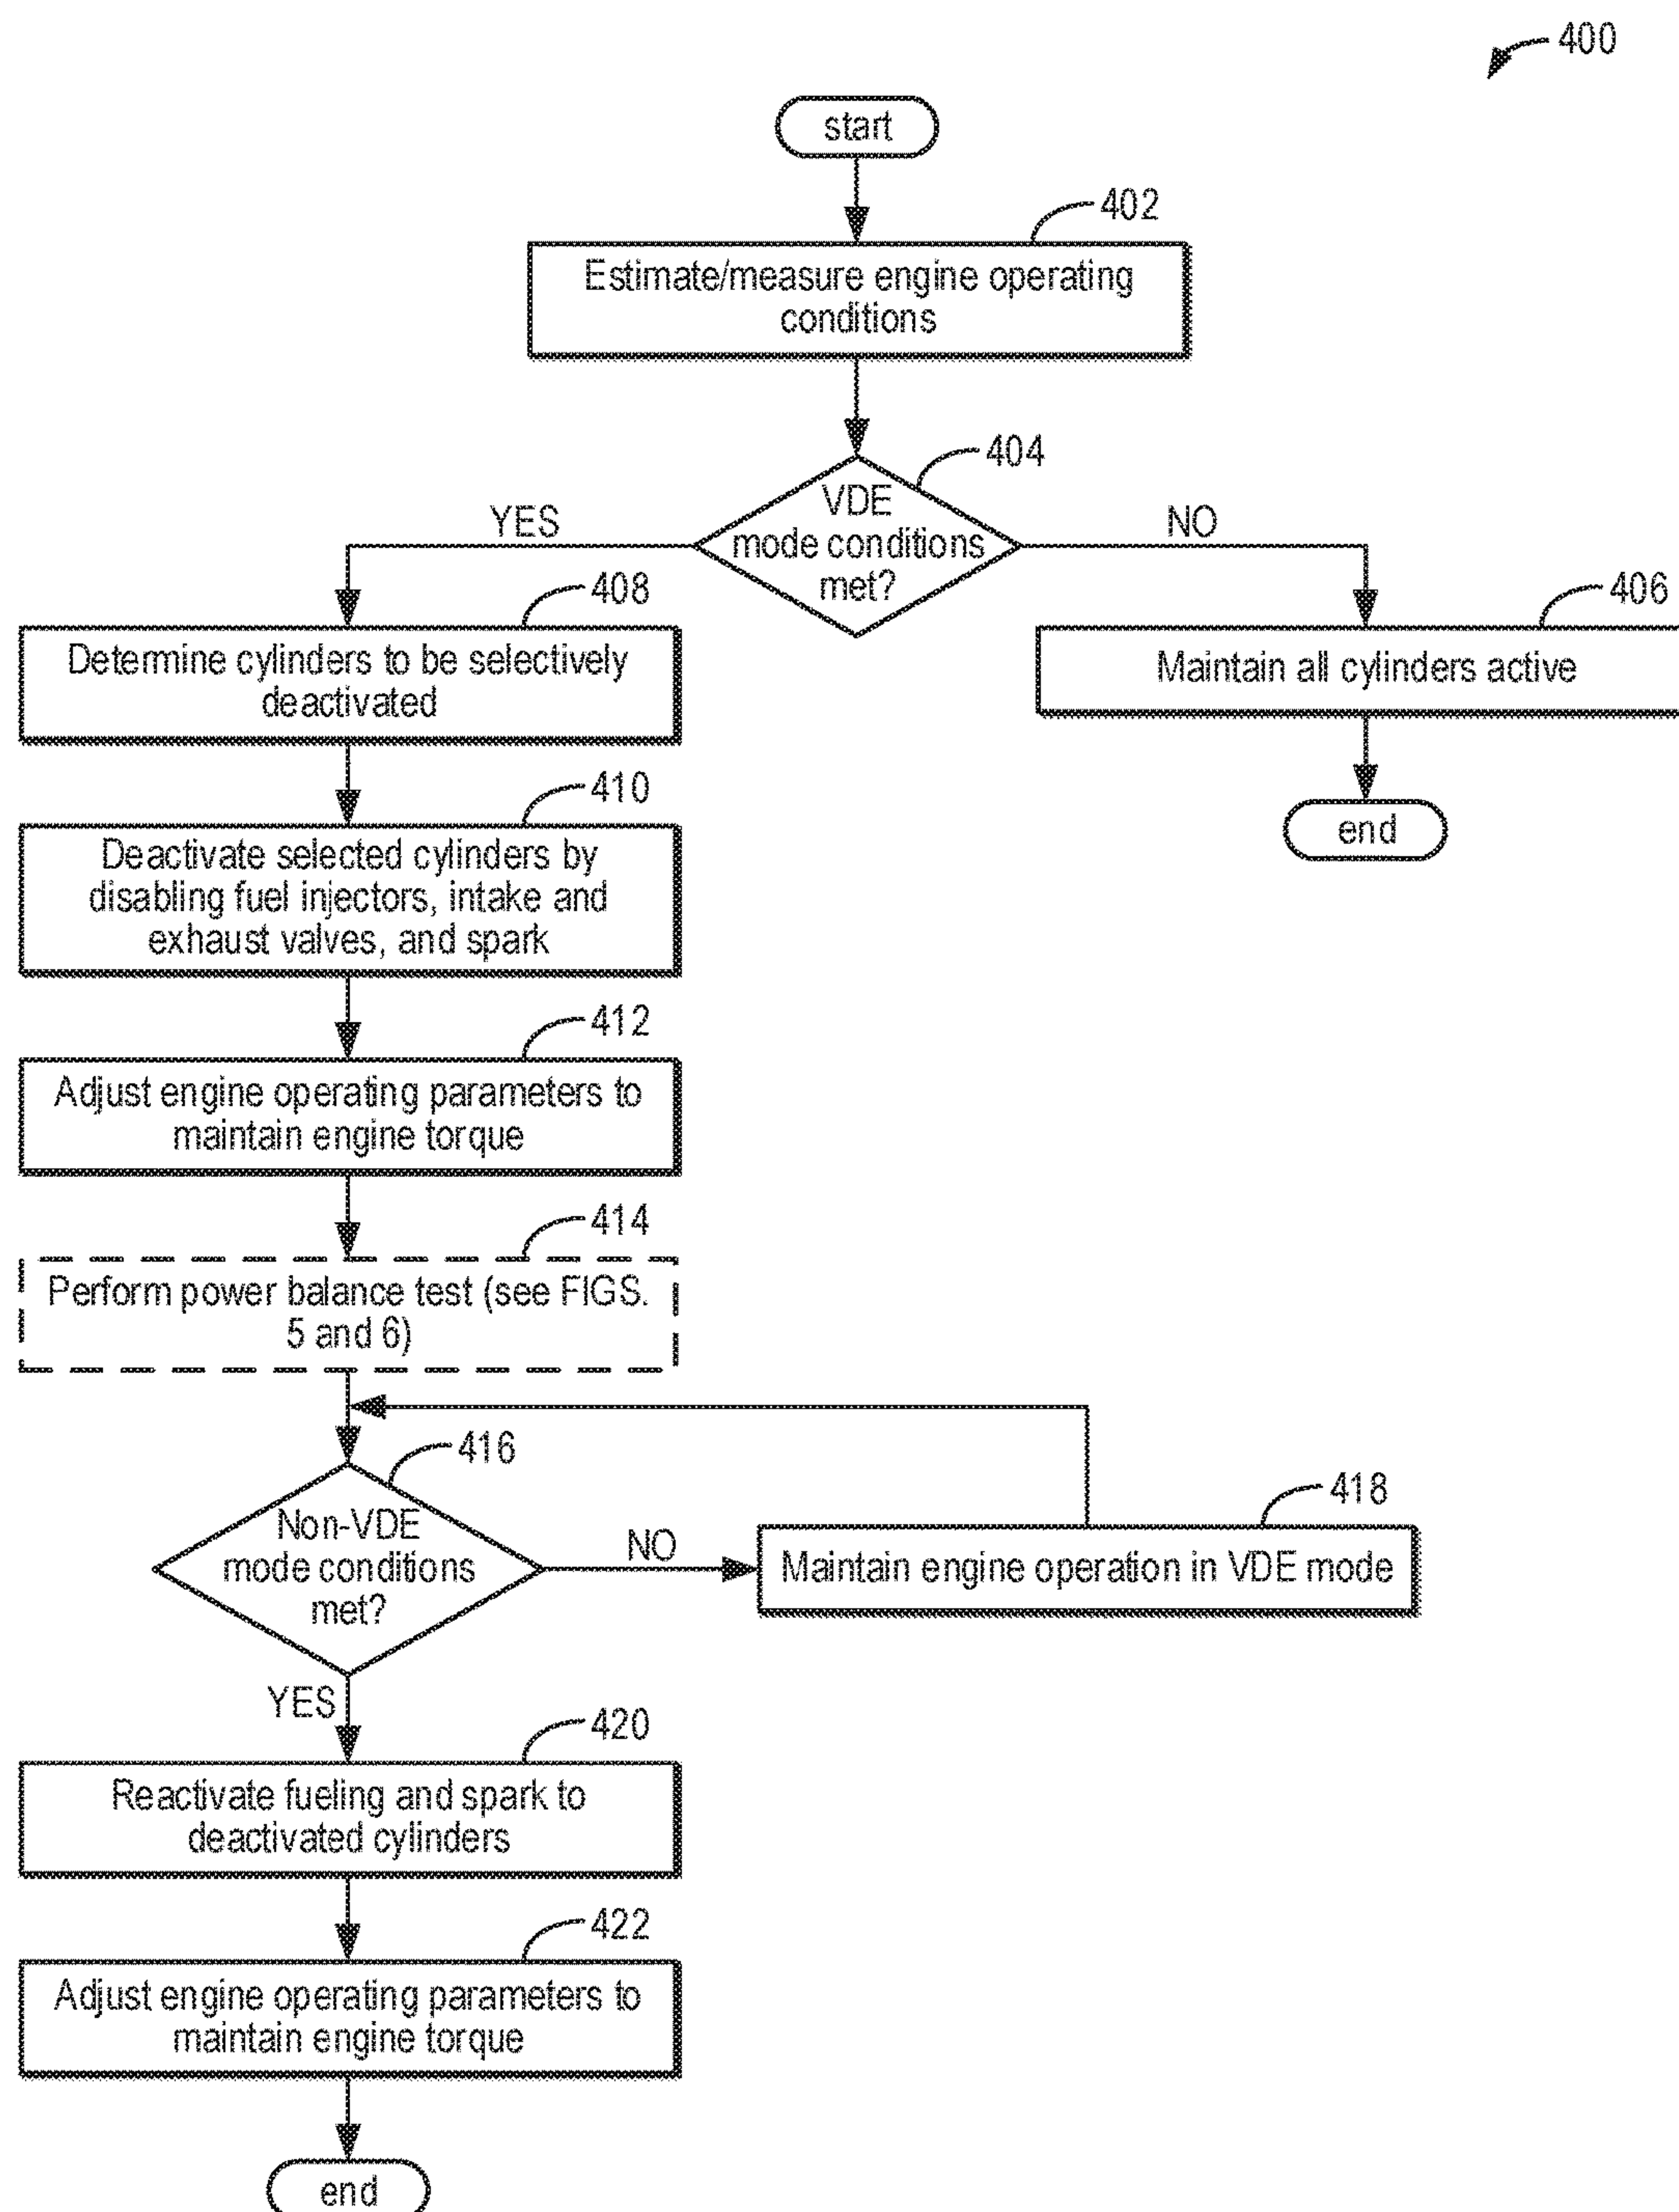 400
start
402
Estimate/measure engine operating
conditions
404
VDE
mode conditions
met?
YES
NO
408
Determine cylinders to be selectively
deactivated
406
Maintain all cylinders active
end
410
Deactivate selected cylinders by
disabling fuel injectors, intake and
exhaust valves, and spark
412
Adjust engine operating parameters to
maintain engine torque
414
Perform power balance test (see FIGS.
5 and 6)
416
Non-VDE
mode conditions
met?
NO
418
Maintain engine operation in VDE mode
YES
420
Reactivate fueling and spark to
deactivated cylinders
422
Adjust engine operating parameters to
maintain engine torque
end